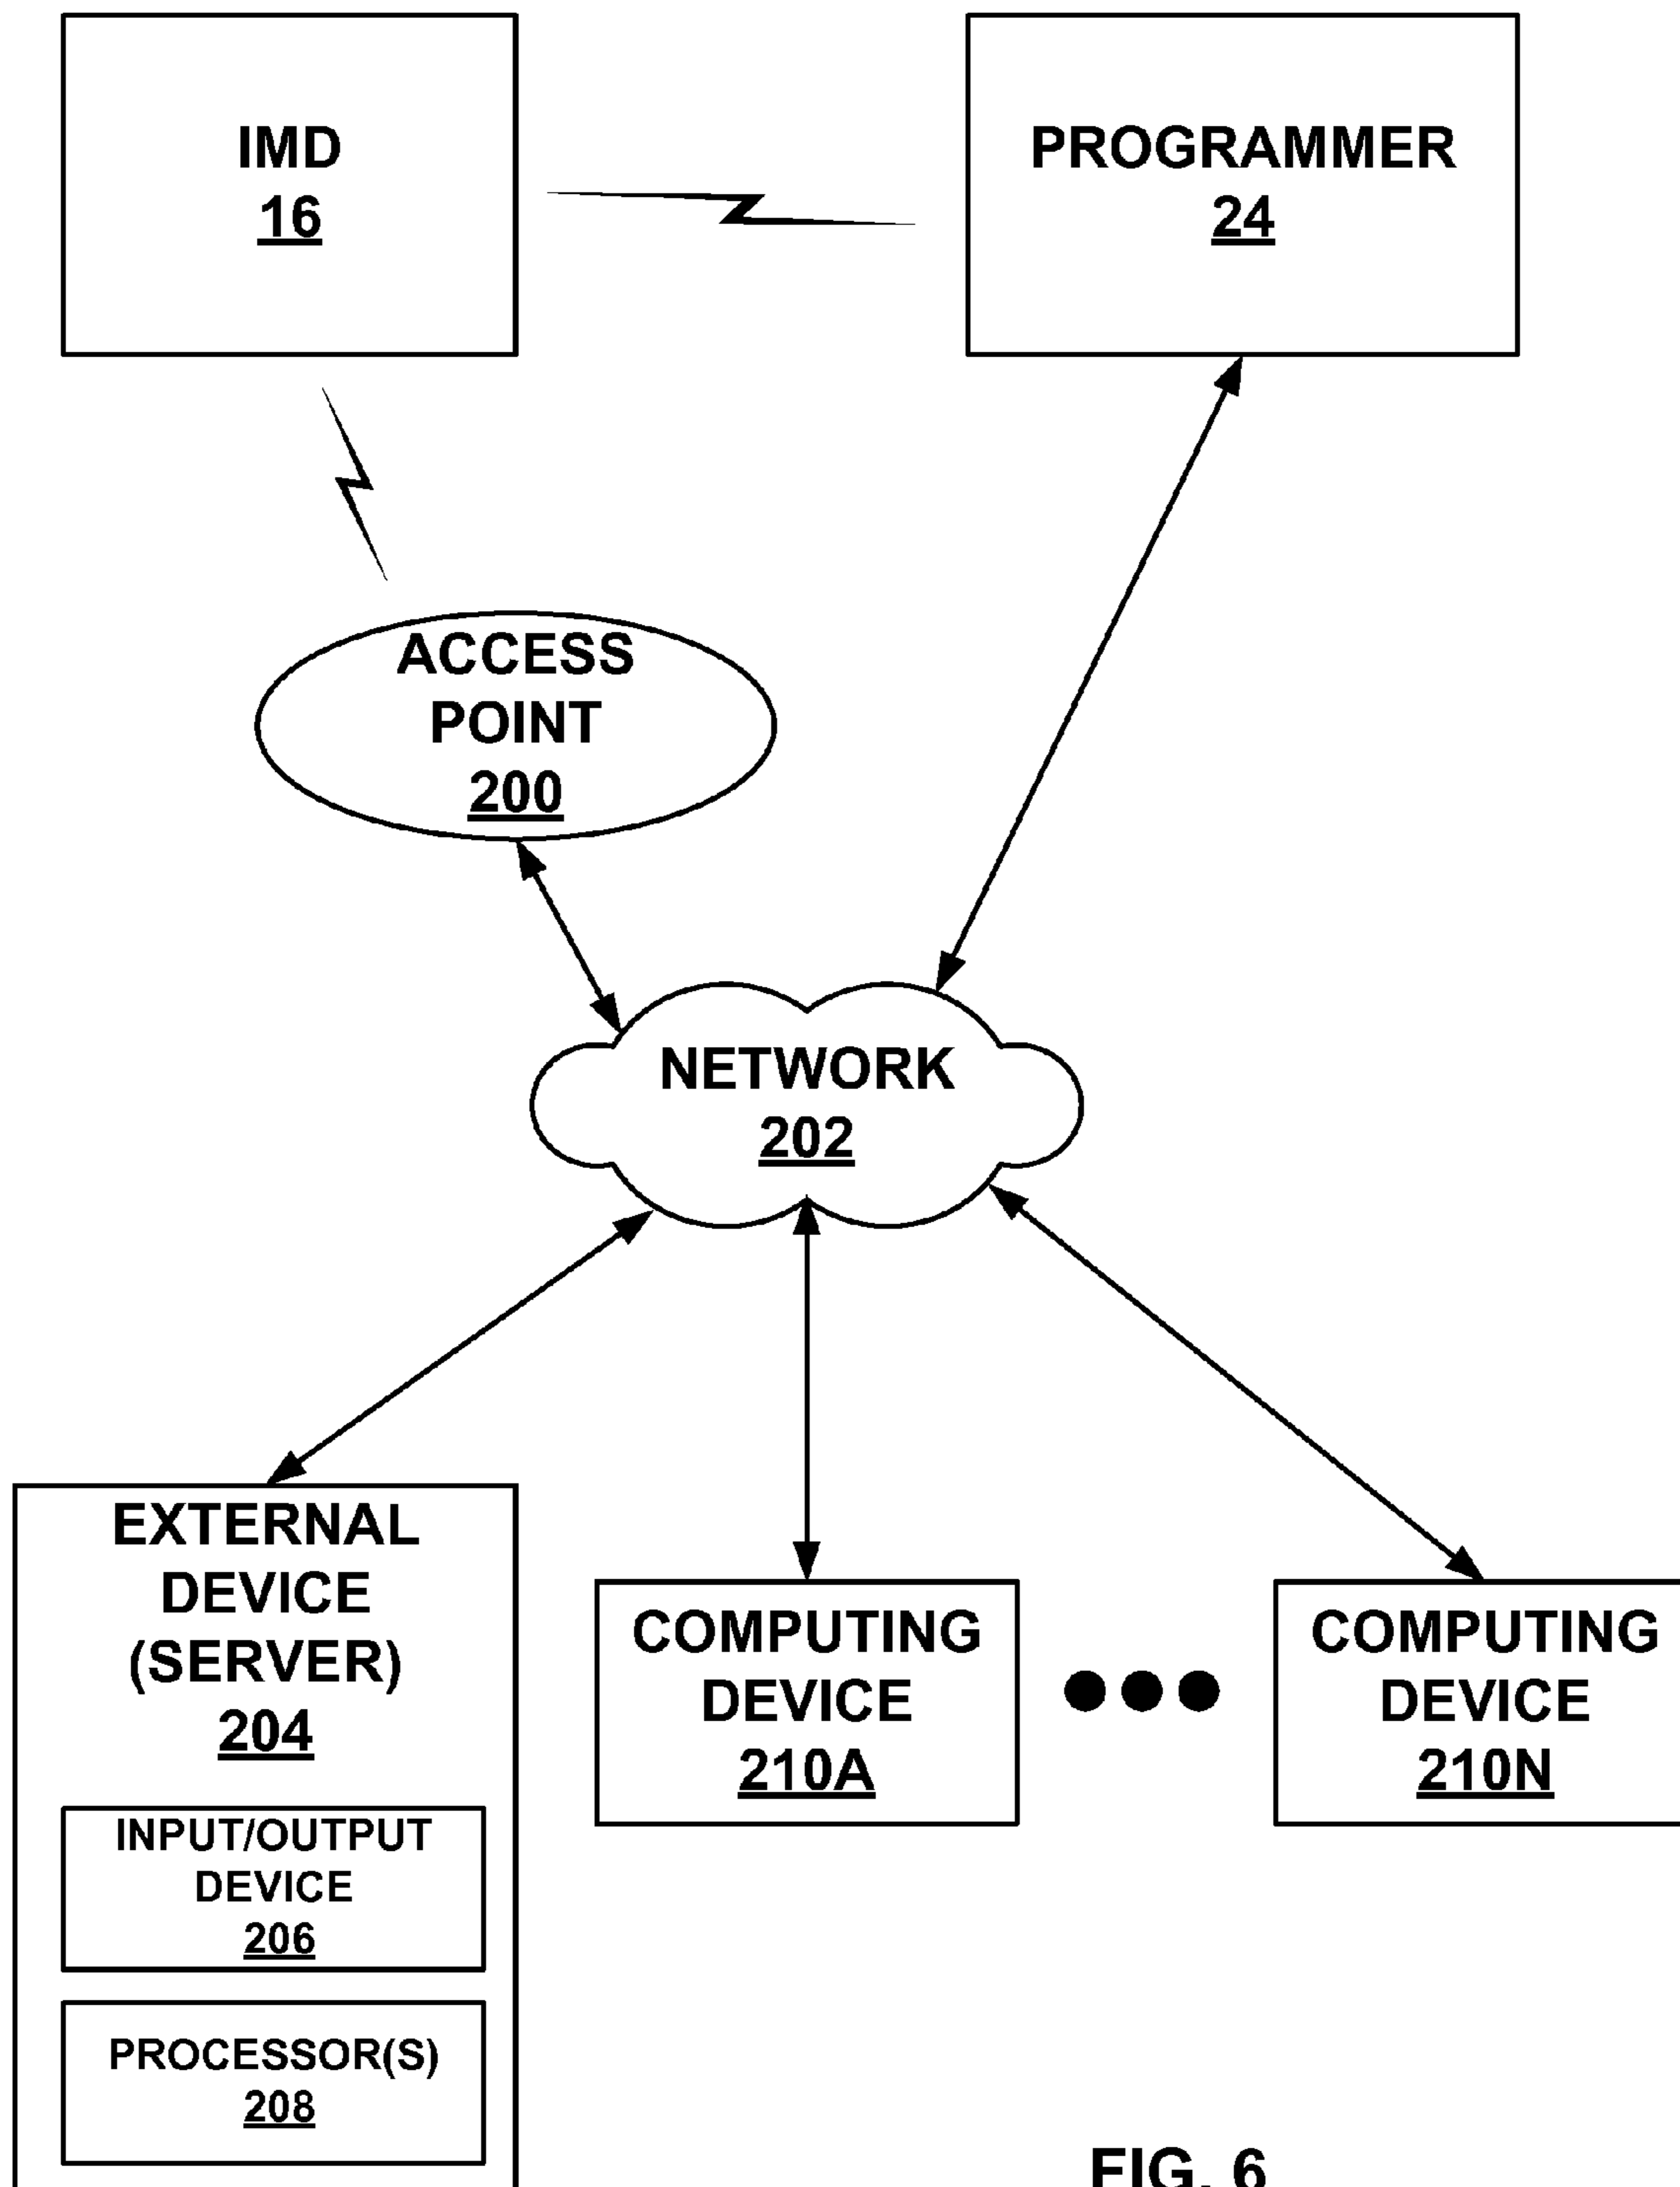 IMD
16
PROGRAMMER
24
ACCESS
POINT
200
NETWORK
202
EXTERNAL
DEVICE
(SERVER)
204
INPUT/OUTPUT
DEVICE
206
PROCESSOR(S)
208
COMPUTING
DEVICE
210A
COMPUTING
DEVICE
210N
FIG. 6